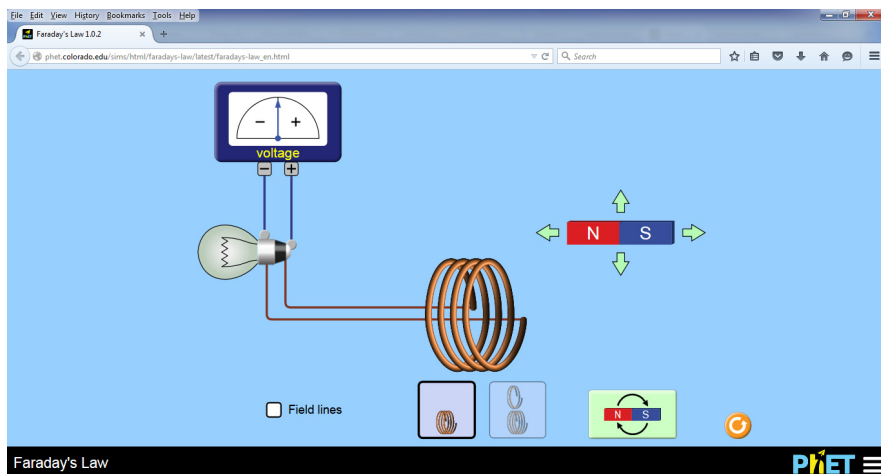 File Edit View History Bookmarks Tools Help
Faraday's Law 1.0.2 × +
phet.colorado.edu/sims/html/faradays-law/latest/faradays-law_en.html Search
− +
voltage
− +
N S
Field lines
N S
Faraday's Law PhET